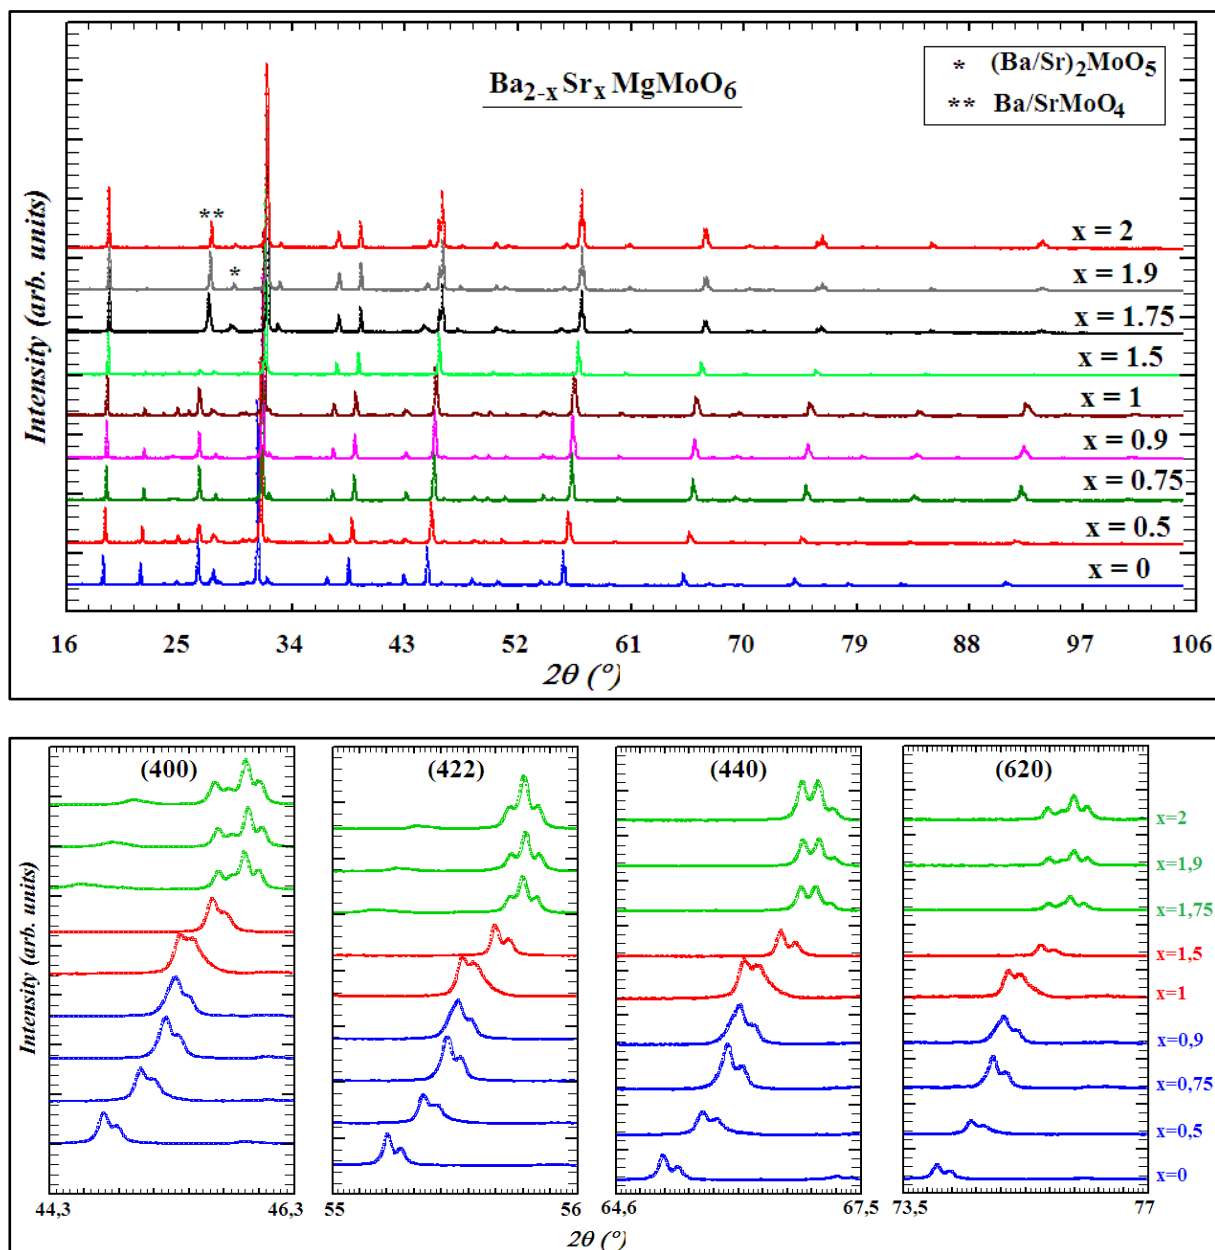 Ba2-xSrxMgMoO6
* (Ba/Sr)2MoO5
** Ba/SrMoO4
Intensity (arb. units)
**
*
x = 2
x = 1.9
x = 1.75
x = 1.5
x = 1
x = 0.9
x = 0.75
x = 0.5
x = 0
16 25 34 43 52 61 70 79 88 97 106
2θ (°)
(400) (422) (440) (620)
Intensity (arb. units)
x=2
x=1,9
x=1,75
x=1,5
x=1
x=0,9
x=0,75
x=0,5
x=0
44,3 46,3 55 56 64,6 67,5 73,5 77
2θ (°)